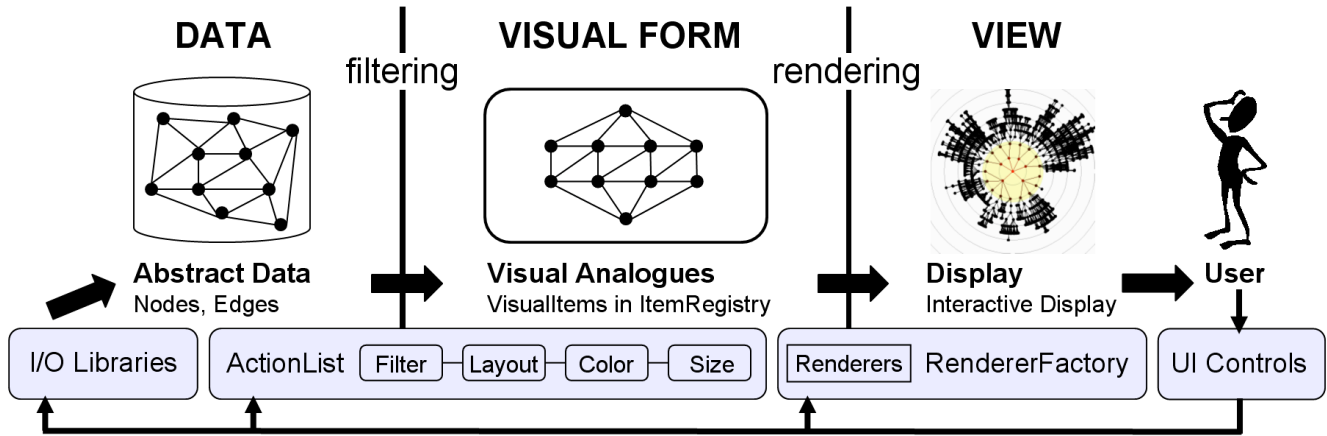 DATA
VISUAL FORM
VIEW
filtering
rendering
Abstract Data
Nodes, Edges
Visual Analogues
VisualItems in ItemRegistry
Display
Interactive Display
User
I/O Libraries
ActionList
Filter
Layout
Color
Size
Renderers
RendererFactory
UI Controls